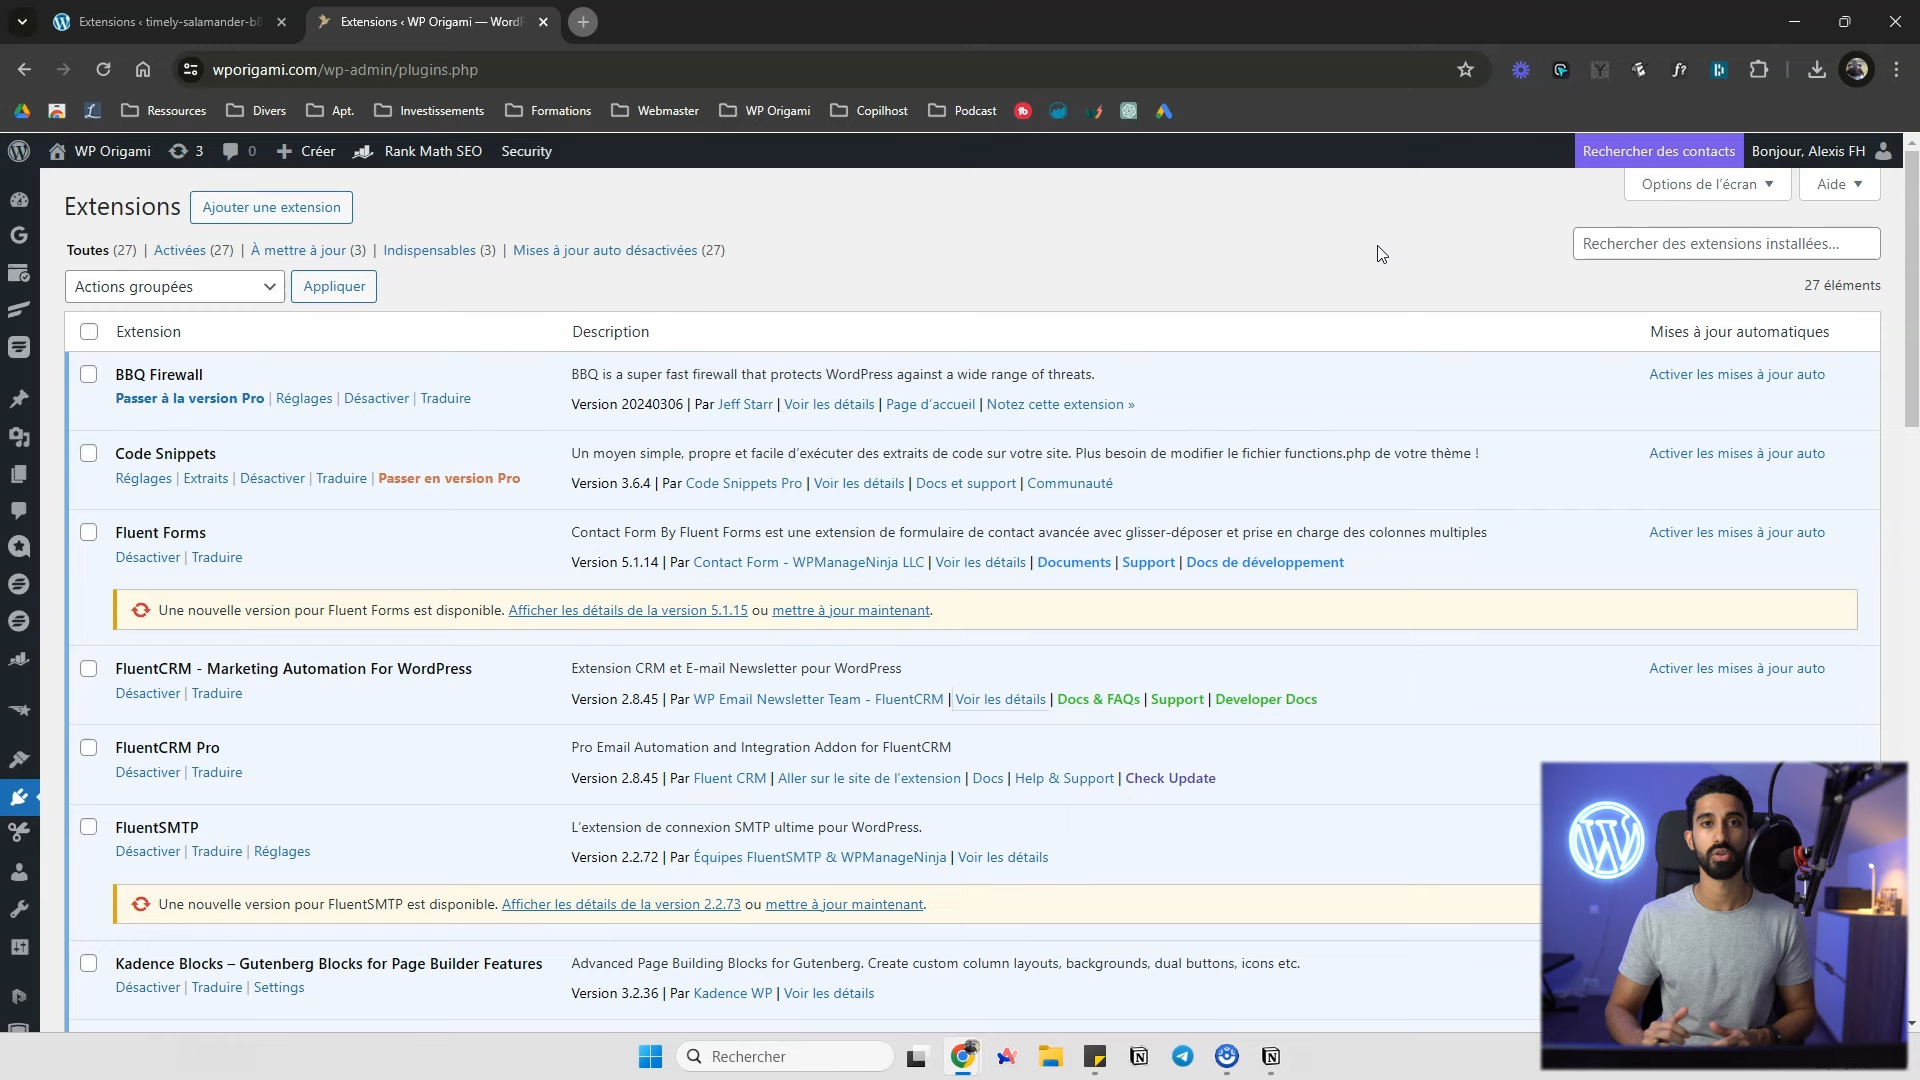 Extensions ‹ timely-salamander-b8
Extensions ‹ WP Origami — WordP
wporigami.com/wp-admin/plugins.php
Ressources
Divers
Apt.
Investissements
Formations
Webmaster
WP Origami
Copilhost
Podcast
WP Origami
3
0
Créer
Rank Math SEO
Security
Rechercher des contacts
Bonjour, Alexis FH
Extensions
Ajouter une extension
Options de l’écran
Aide
Toutes (27) | Activées (27) | À mettre à jour (3) | Indispensables (3) | Mises à jour auto désactivées (27)
Rechercher des extensions installées...
Actions groupées
Appliquer
27 éléments
Extension
Description
Mises à jour automatiques
BBQ Firewall
BBQ is a super fast firewall that protects WordPress against a wide range of threats.
Activer les mises à jour auto
Passer à la version Pro | Réglages | Désactiver | Traduire
Version 20240306 | Par Jeff Starr | Voir les détails | Page d’accueil | Notez cette extension »
Code Snippets
Un moyen simple, propre et facile d’exécuter des extraits de code sur votre site. Plus besoin de modifier le fichier functions.php de votre thème !
Activer les mises à jour auto
Réglages | Extraits | Désactiver | Traduire | Passer en version Pro
Version 3.6.4 | Par Code Snippets Pro | Voir les détails | Docs et support | Communauté
Fluent Forms
Contact Form By Fluent Forms est une extension de formulaire de contact avancée avec glisser-déposer et prise en charge des colonnes multiples
Activer les mises à jour auto
Désactiver | Traduire
Version 5.1.14 | Par Contact Form - WPManageNinja LLC | Voir les détails | Documents | Support | Docs de développement
Une nouvelle version pour Fluent Forms est disponible. Afficher les détails de la version 5.1.15 ou mettre à jour maintenant.
FluentCRM - Marketing Automation For WordPress
Extension CRM et E-mail Newsletter pour WordPress
Activer les mises à jour auto
Désactiver | Traduire
Version 2.8.45 | Par WP Email Newsletter Team - FluentCRM | Voir les détails | Docs & FAQs | Support | Developer Docs
FluentCRM Pro
Pro Email Automation and Integration Addon for FluentCRM
Désactiver | Traduire
Version 2.8.45 | Par Fluent CRM | Aller sur le site de l’extension | Docs | Help & Support | Check Update
FluentSMTP
L’extension de connexion SMTP ultime pour WordPress.
Désactiver | Traduire | Réglages
Version 2.2.72 | Par Équipes FluentSMTP & WPManageNinja | Voir les détails
Une nouvelle version pour FluentSMTP est disponible. Afficher les détails de la version 2.2.73 ou mettre à jour maintenant.
Kadence Blocks – Gutenberg Blocks for Page Builder Features
Advanced Page Building Blocks for Gutenberg. Create custom column layouts, backgrounds, dual buttons, icons etc.
Désactiver | Traduire | Settings
Version 3.2.36 | Par Kadence WP | Voir les détails
Rechercher